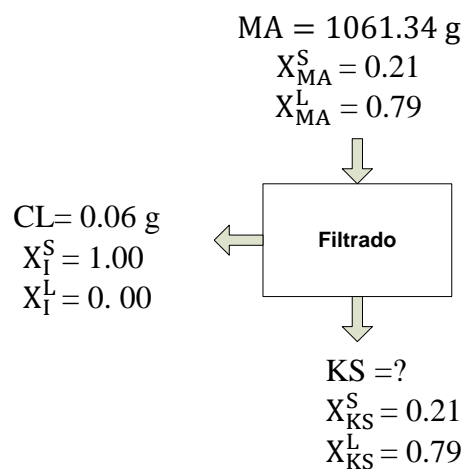 MA = 1061.34 g
X^S_MA = 0.21
X^L_MA = 0.79
CL= 0.06 g
X^S_I = 1.00
X^L_I = 0. 00
Filtrado
KS =?
X^S_KS = 0.21
X^L_KS = 0.79